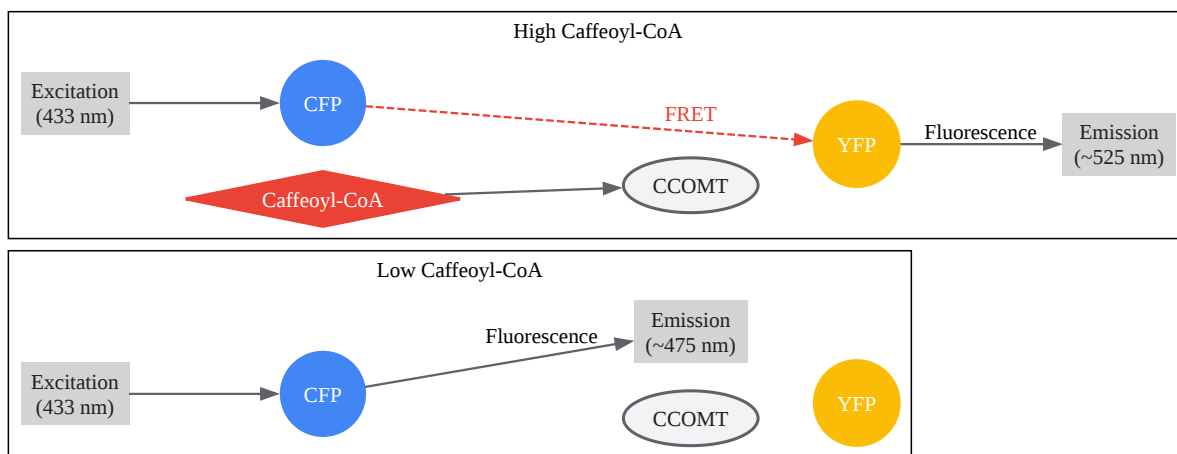 High Caffeoyl-CoA
Excitation
(433 nm)
CFP
FRET
YFP
Fluorescence
Emission
(~525 nm)
Caffeoyl-CoA
CCOMT
Low Caffeoyl-CoA
Excitation
(433 nm)
CFP
Fluorescence
Emission
(~475 nm)
CCOMT
YFP